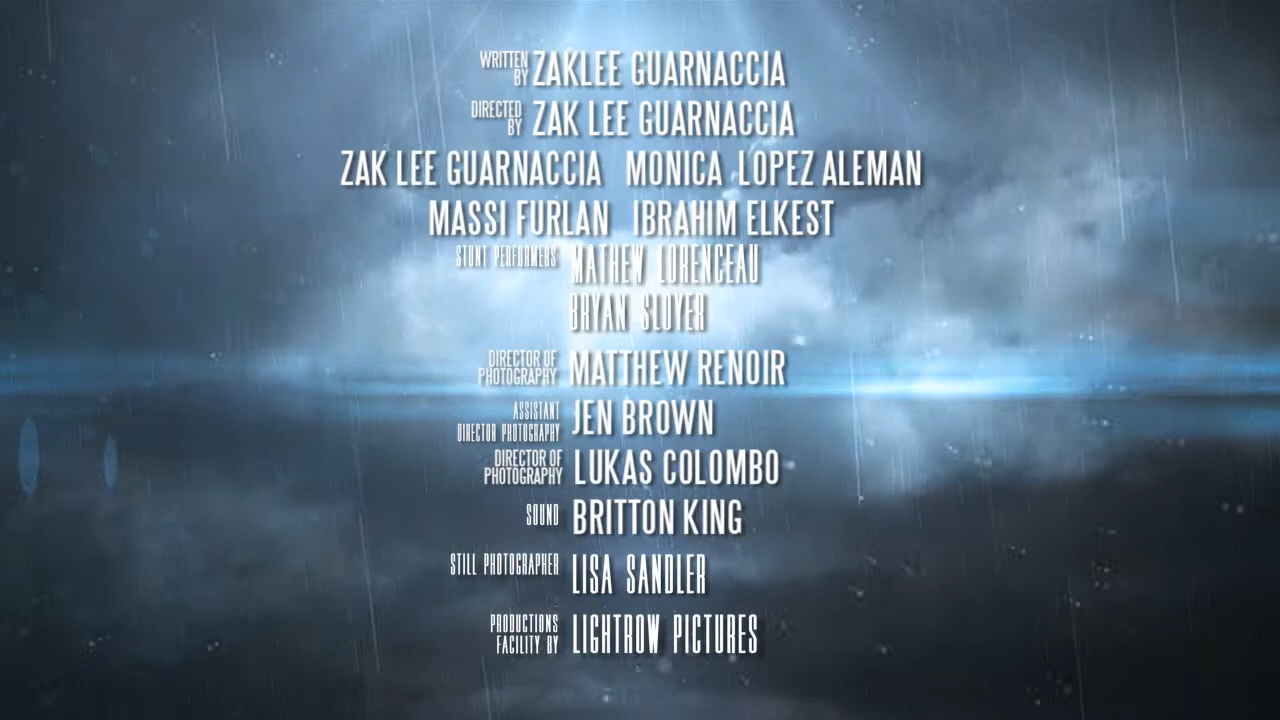 WRITTEN BY ZAKLEE GUARNACCIA
DIRECTED BY ZAK LEE GUARNACCIA
ZAK LEE GUARNACCIA MONICA LOPEZ ALEMAN
MASSI FURLAN IBRAHIM ELKEST
STUNT PERFORMERS MATHEW LORENCEAU
BRYAN SLOYER
DIRECTOR OF PHOTOGRAPHY MATTHEW RENOIR
ASSISTANT DIRECTOR PHOTOGRAPHY JEN BROWN
DIRECTOR OF PHOTOGRAPHY LUKAS COLOMBO
SOUND BRITTON KING
STILL PHOTOGRAPHER LISA SANDLER
PRODUCTIONS FACILITY BY LIGHTROW PICTURES